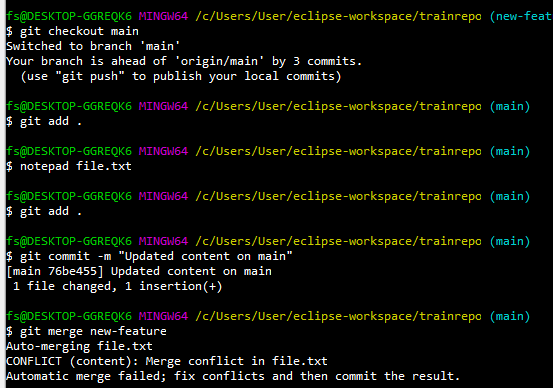 fs@DESKTOP-GGREQK6 MINGW64 /c/Users/User/eclipse-workspace/trainrepo (new-feat
$ git checkout main
Switched to branch 'main'
Your branch is ahead of 'origin/main' by 3 commits.
  (use "git push" to publish your local commits)
fs@DESKTOP-GGREQK6 MINGW64 /c/Users/User/eclipse-workspace/trainrepo (main)
$ git add .
fs@DESKTOP-GGREQK6 MINGW64 /c/Users/User/eclipse-workspace/trainrepo (main)
$ notepad file.txt
fs@DESKTOP-GGREQK6 MINGW64 /c/Users/User/eclipse-workspace/trainrepo (main)
$ git add .
fs@DESKTOP-GGREQK6 MINGW64 /c/Users/User/eclipse-workspace/trainrepo (main)
$ git commit -m "Updated content on main"
[main 76be455] Updated content on main
 1 file changed, 1 insertion(+)
fs@DESKTOP-GGREQK6 MINGW64 /c/Users/User/eclipse-workspace/trainrepo (main)
$ git merge new-feature
Auto-merging file.txt
CONFLICT (content): Merge conflict in file.txt
Automatic merge failed; fix conflicts and then commit the result.